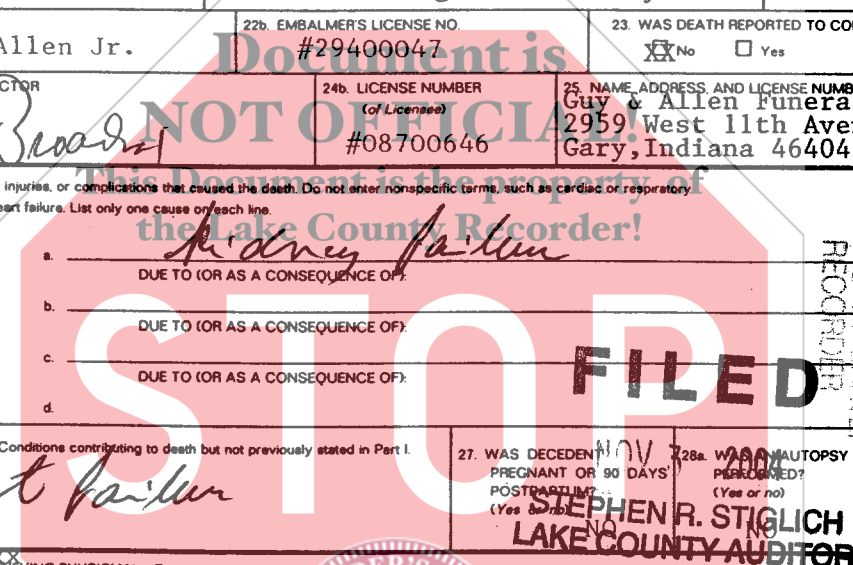 22b. EMBALMER'S LICENSE NO.
23. WAS DEATH REPORTED TO CO
Allen Jr.
#29400047
XX No ☐ Yes
Document is
CTOR
24b. LICENSE NUMBER
(of Licensee)
25. NAME, ADDRESS, AND LICENSE NUMB
Guy & Allen Funera
NOT OFFICIAL!
2959 West 11th Ave
#08700646
Gary, Indiana 46404
This Document is the property of
injuries, or complications that caused the death. Do not enter nonspecific terms, such as cardiac or respiratory
eart failure. List only one cause on each line.
the Lake County Recorder!
a. Kidney failure
DUE TO (OR AS A CONSEQUENCE OF):
b.
DUE TO (OR AS A CONSEQUENCE OF):
c.
DUE TO (OR AS A CONSEQUENCE OF):
d.
STOP
RECORDER
FILED
Conditions contributing to death but not previously stated in Part I.
t failure
27. WAS DECEDENT
PREGNANT OR 90 DAYS
POSTPARTUM?
(Yes or no)
NO
28a. WAS AN AUTOPSY
PERFORMED?
(Yes or no)
NO
NOV 2004
STEPHEN R. STIGLICH
LAKE COUNTY AUDITOR